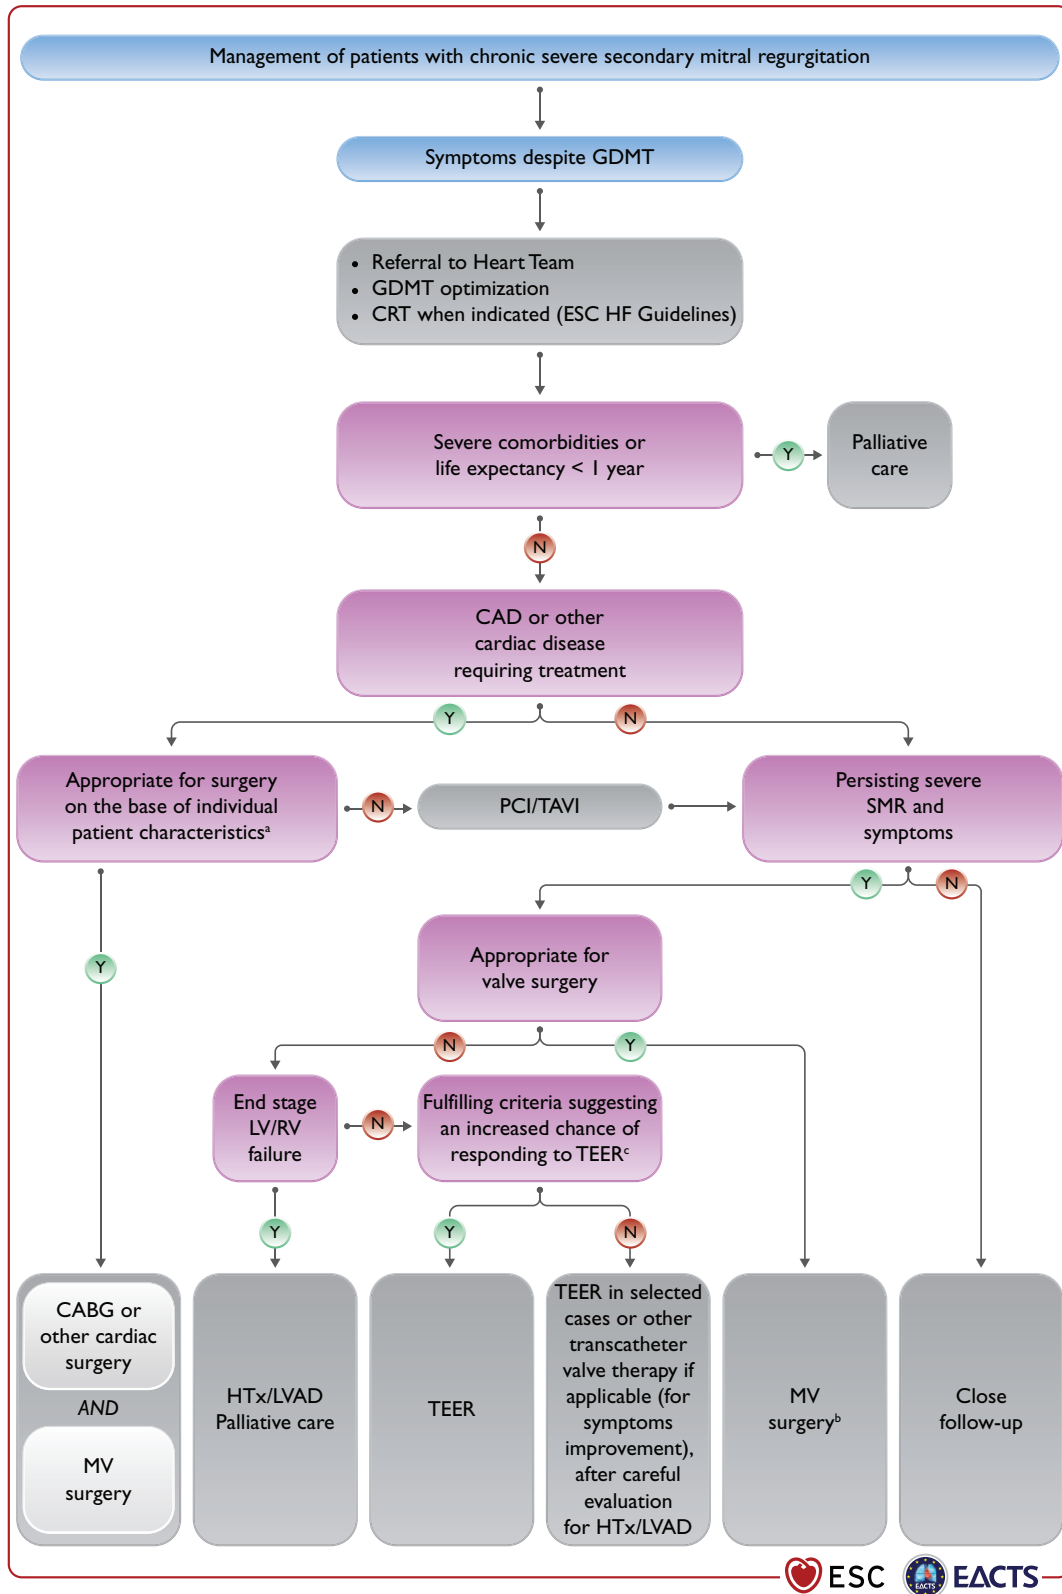 Management of patients with chronic severe secondary mitral regurgitation
Symptoms despite GDMT
• Referral to Heart Team
• GDMT optimization
• CRT when indicated (ESC HF Guidelines)
Severe comorbidities or
life expectancy < 1 year
Y
Palliative
care
N
CAD or other
cardiac disease
requiring treatment
Y
N
Appropriate for surgery
on the base of individual
patient characteristicsᵃ
N
PCI/TAVI
Persisting severe
SMR and
symptoms
Y
N
Appropriate for
valve surgery
Y
N
Y
End stage
LV/RV
failure
N
Fulfilling criteria suggesting
an increased chance of
responding to TEERᶜ
Y
Y
N
CABG or
other cardiac
surgery
AND
MV
surgery
HTx/LVAD
Palliative care
TEER
TEER in selected
cases or other
transcatheter
valve therapy if
applicable (for
symptoms
improvement),
after careful
evaluation
for HTx/LVAD
MV
surgeryᵇ
Close
follow-up
ESC
EACTS
EACTS